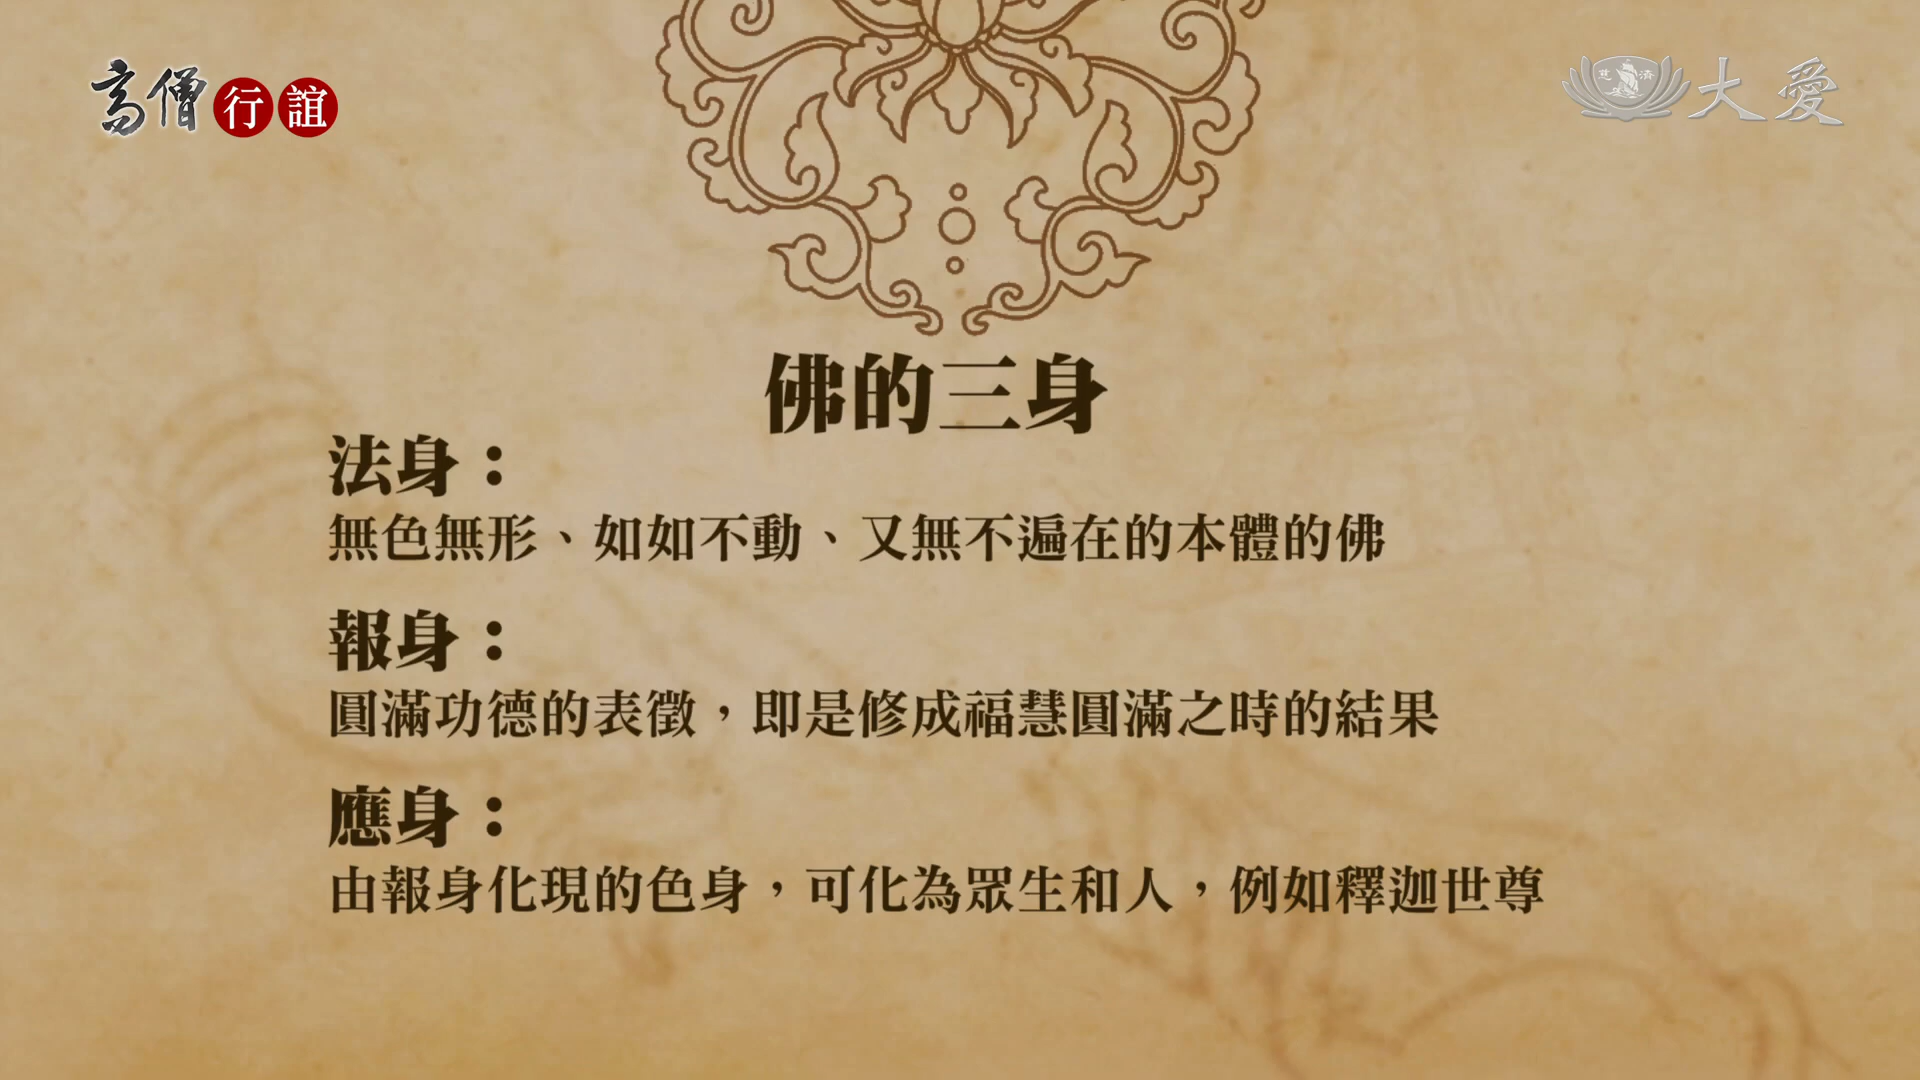 高僧行誼
慈濟
大愛
佛的三身
法身：
無色無形、如如不動、又無不遍在的本體的佛
報身：
圓滿功德的表徵，即是修成福慧圓滿之時的結果
應身：
由報身化現的色身，可化為眾生和人，例如釋迦世尊